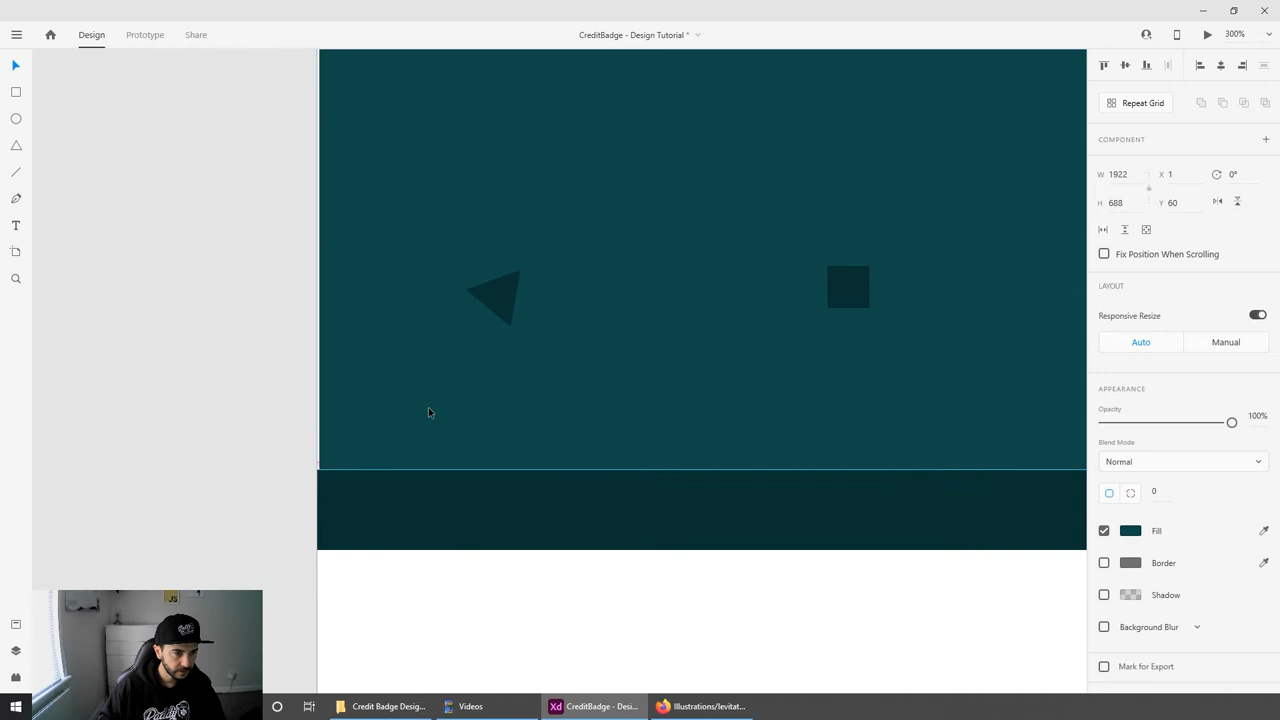 Design
Prototype
Share
CreditBadge - Design Tutorial *
300%
Repeat Grid
COMPONENT
W 1922
X 1
0°
H 688
Y 60
Fix Position When Scrolling
LAYOUT
Responsive Resize
Auto
Manual
APPEARANCE
Opacity
100%
Blend Mode
Normal
0
Fill
Border
Shadow
Background Blur
Mark for Export
JS
Credit Badge Desig...
Videos
Xd
CreditBadge - Desi...
Illustrations/levitat...